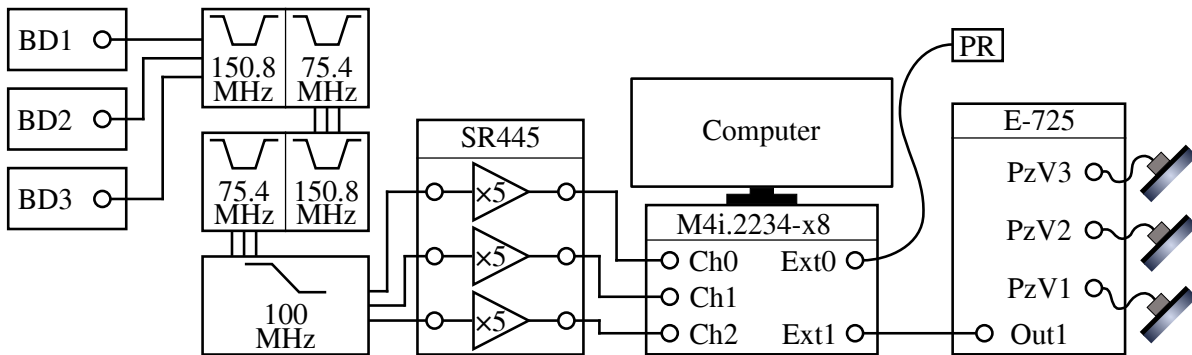 BD1
BD2
BD3
150.8
MHz
75.4
MHz
75.4
MHz
150.8
MHz
100
MHz
SR445
×5
×5
×5
Computer
M4i.2234-x8
Ch0
Ext0
Ch1
Ch2
Ext1
PR
E-725
PzV3
PzV2
PzV1
Out1